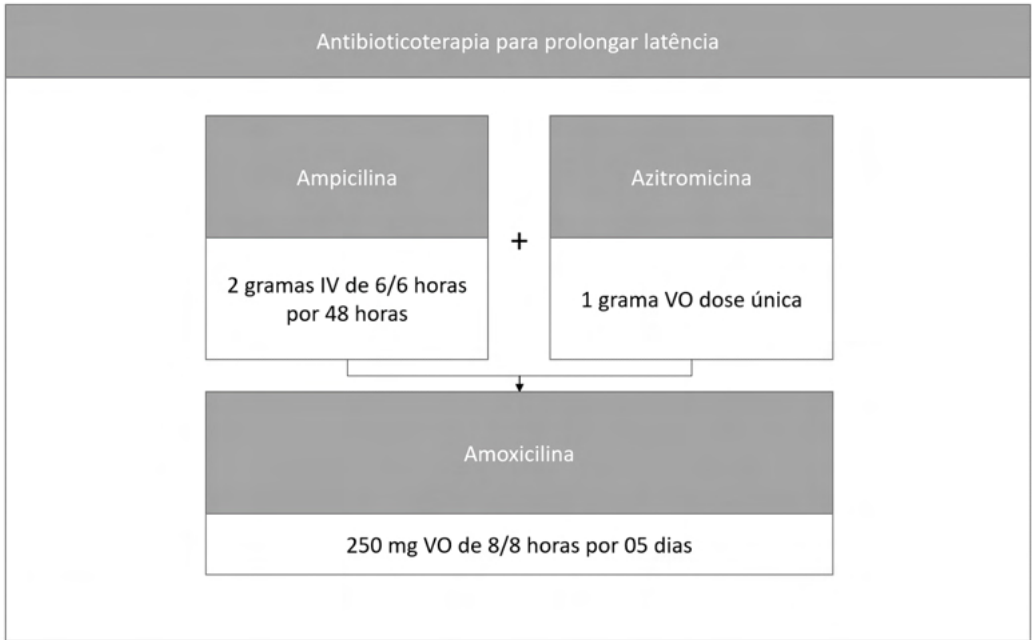 Antibioticoterapia para prolongar latência
Ampicilina
2 gramas IV de 6/6 horas
por 48 horas
+
Azitromicina
1 grama VO dose única
Amoxicilina
250 mg VO de 8/8 horas por 05 dias